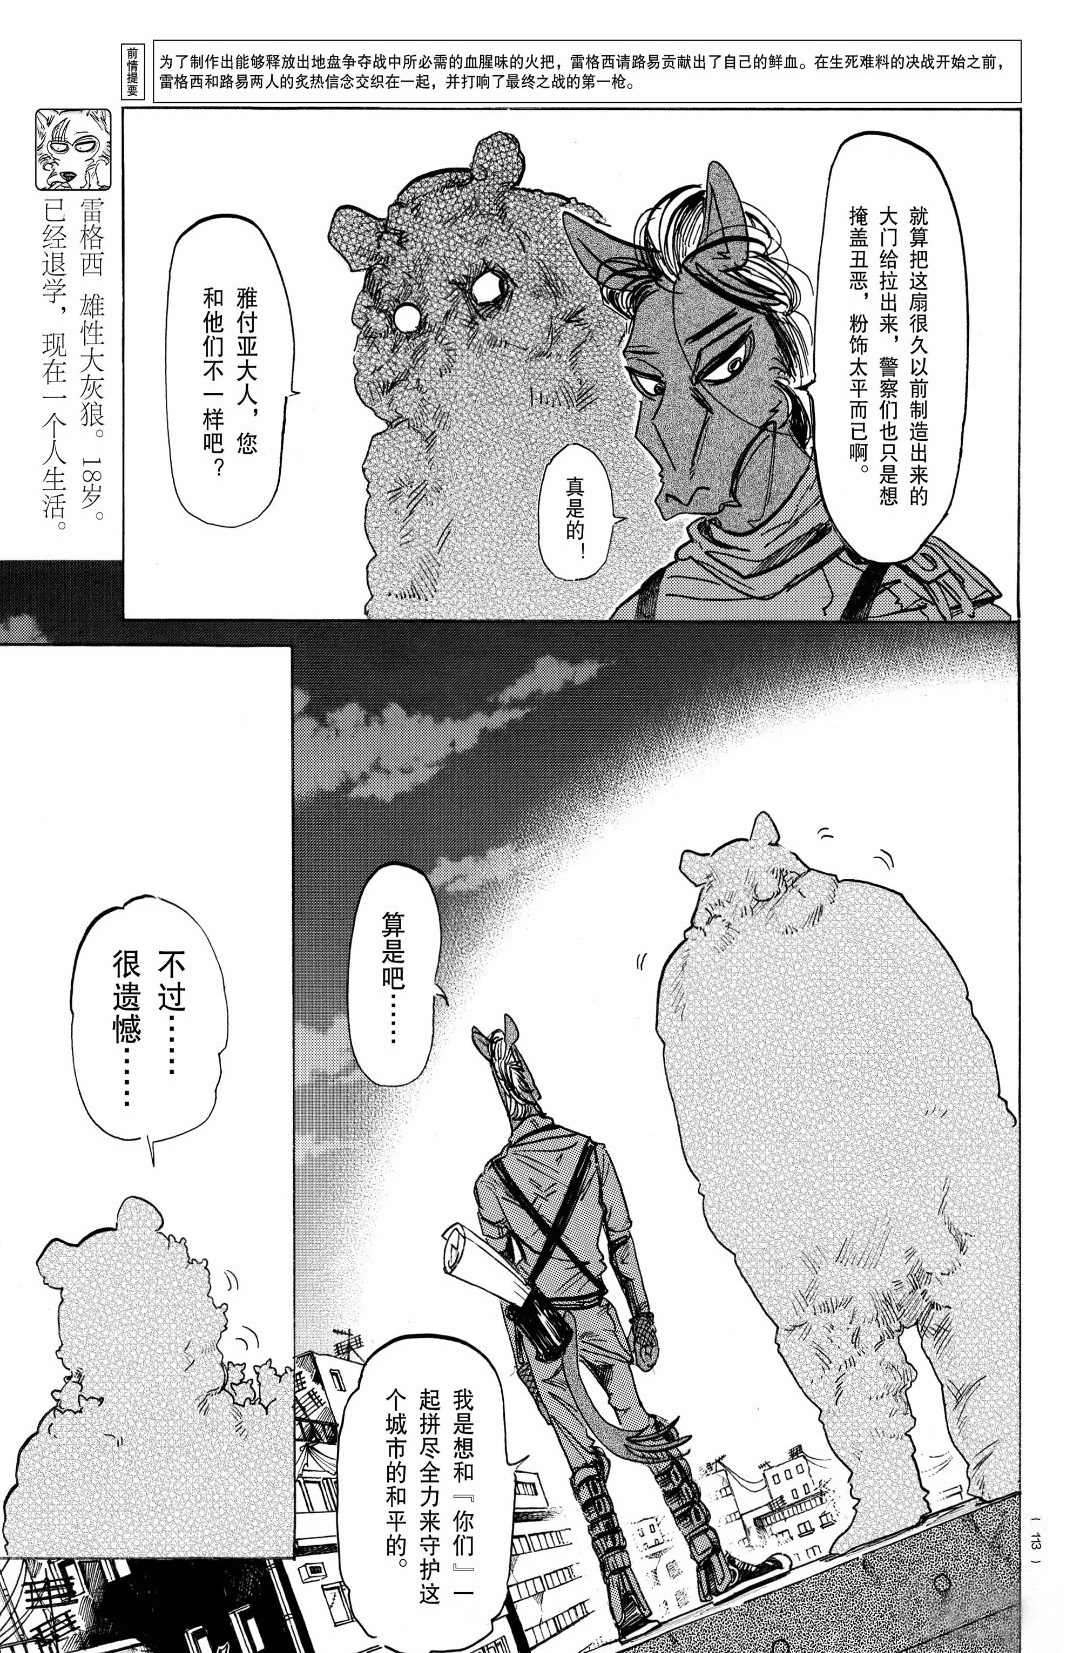 前情提要
为了制作出能够释放出地盘争夺战中所必需的血腥味的火把，雷格西请路易贡献出了自己的鲜血。在生死难料的决战开始之前，
雷格西和路易两人的炙热信念交织在一起，并打响了最终之战的第一枪。
雷格西 雄性大灰狼。18岁。
已经退学，现在一个人生活。
就算把这扇很久以前制造出来的
大门给拉出来，警察们也只是想
掩盖丑恶，粉饰太平而已啊。
真是的！
雅付亚大人，您
和他们不一样吧？
算是吧……
我是想和『你们』一
起拼尽全力来守护这
个城市的和平的。
不过……
很遗憾……
( 113 )